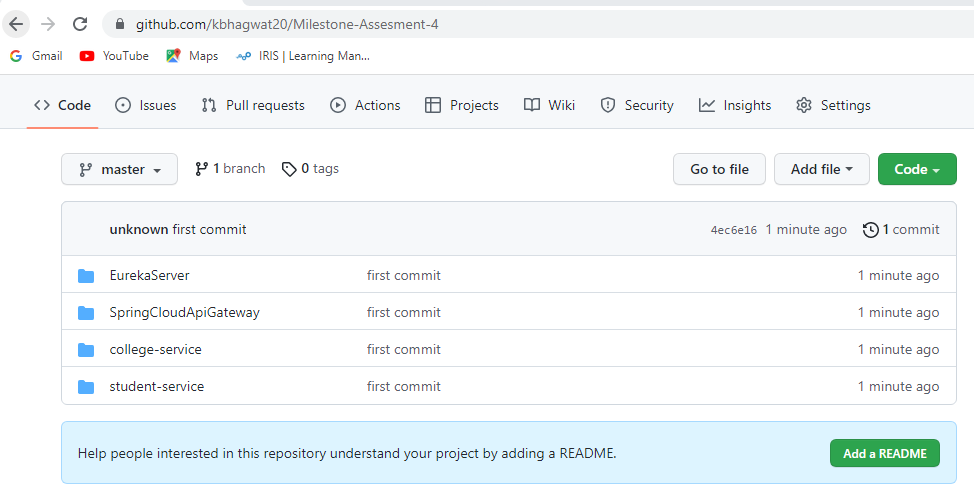 github.com/kbhagwat20/Milestone-Assesment-4
Gmail YouTube Maps IRIS | Learning Man...
Code Issues Pull requests Actions Projects Wiki Security Insights Settings
master 1 branch 0 tags Go to file Add file Code
unknown first commit 4ec6e16 1 minute ago 1 commit
EurekaServer first commit 1 minute ago
SpringCloudApiGateway first commit 1 minute ago
college-service first commit 1 minute ago
student-service first commit 1 minute ago
Help people interested in this repository understand your project by adding a README. Add a README